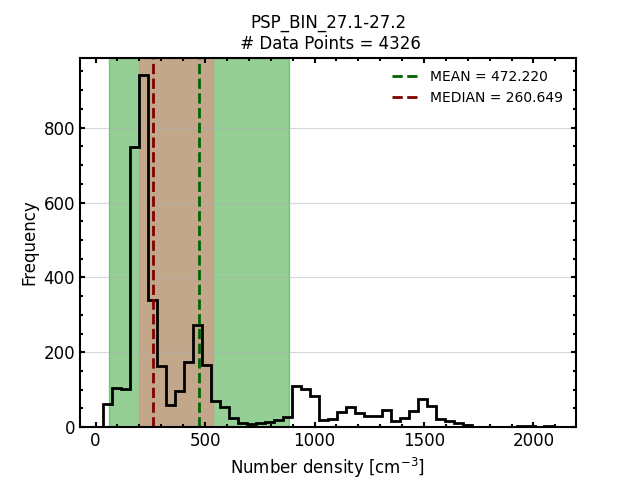 PSP_BIN_27.1-27.2
# Data Points = 4326
MEAN = 472.220
MEDIAN = 260.649
Frequency
800
600
400
200
0
0 500 1000 1500 2000
Number density [cm⁻³]